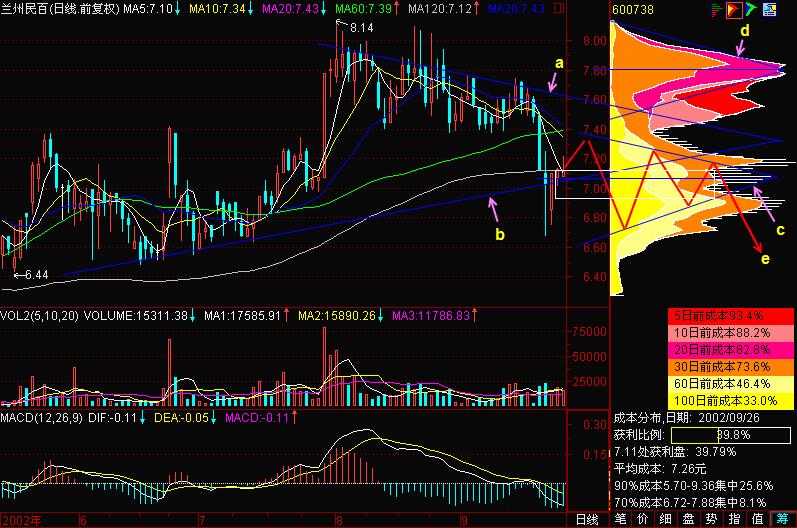 兰州民百(日线.前复权) MA5:7.10↓ MA10:7.34↓ MA20:7.43↓ MA60:7.39↑ MA120:7.12↑ MA20:7.43
600738
8.14
8.00
7.80
7.60
7.40
7.20
7.00
6.80
6.60
6.40
6.44
a
b
c
d
e
VOL2(5,10,20) VOLUME:15311.38↓ MA1:17585.91↑ MA2:15890.26↓ MA3:11786.83↑
75000
50000
25000
MACD(12,26,9) DIF:-0.11↓ DEA:-0.05↓ MACD:-0.11↑
0.30
0.15
2002年 6 7 8 9 日线
5日前成本93.4%
10日前成本88.2%
20日前成本82.8%
30日前成本73.6%
60日前成本46.4%
100日前成本33.0%
成本分布,日期: 2002/09/26
获利比例: 39.8%
7.11处获利盘: 39.79%
平均成本: 7.26元
90%成本5.70-9.36集中25.6%
70%成本6.72-7.88集中8.1%
笔 价 细 盘 势 指 值 筹